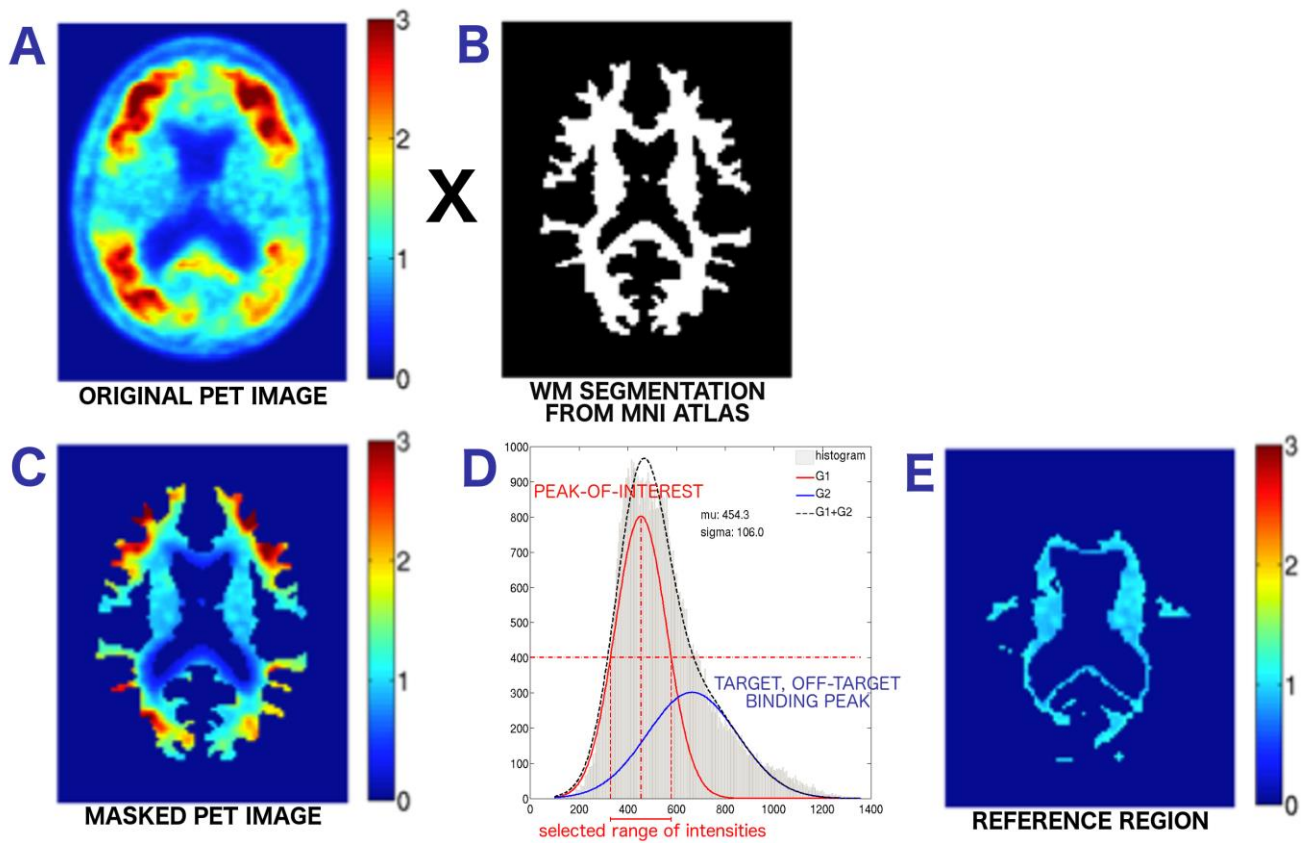 A
3
2
1
0
ORIGINAL PET IMAGE
X
B
WM SEGMENTATION
FROM MNI ATLAS
C
3
2
1
0
MASKED PET IMAGE
D
1000
900
800
700
600
500
400
300
200
100
0
0 200 400 600 800 1000 1200 1400
PEAK-OF-INTEREST
histogram
G1
G2
G1+G2
mu: 454.3
sigma: 106.0
TARGET, OFF-TARGET
BINDING PEAK
selected range of intensities
E
3
2
1
0
REFERENCE REGION